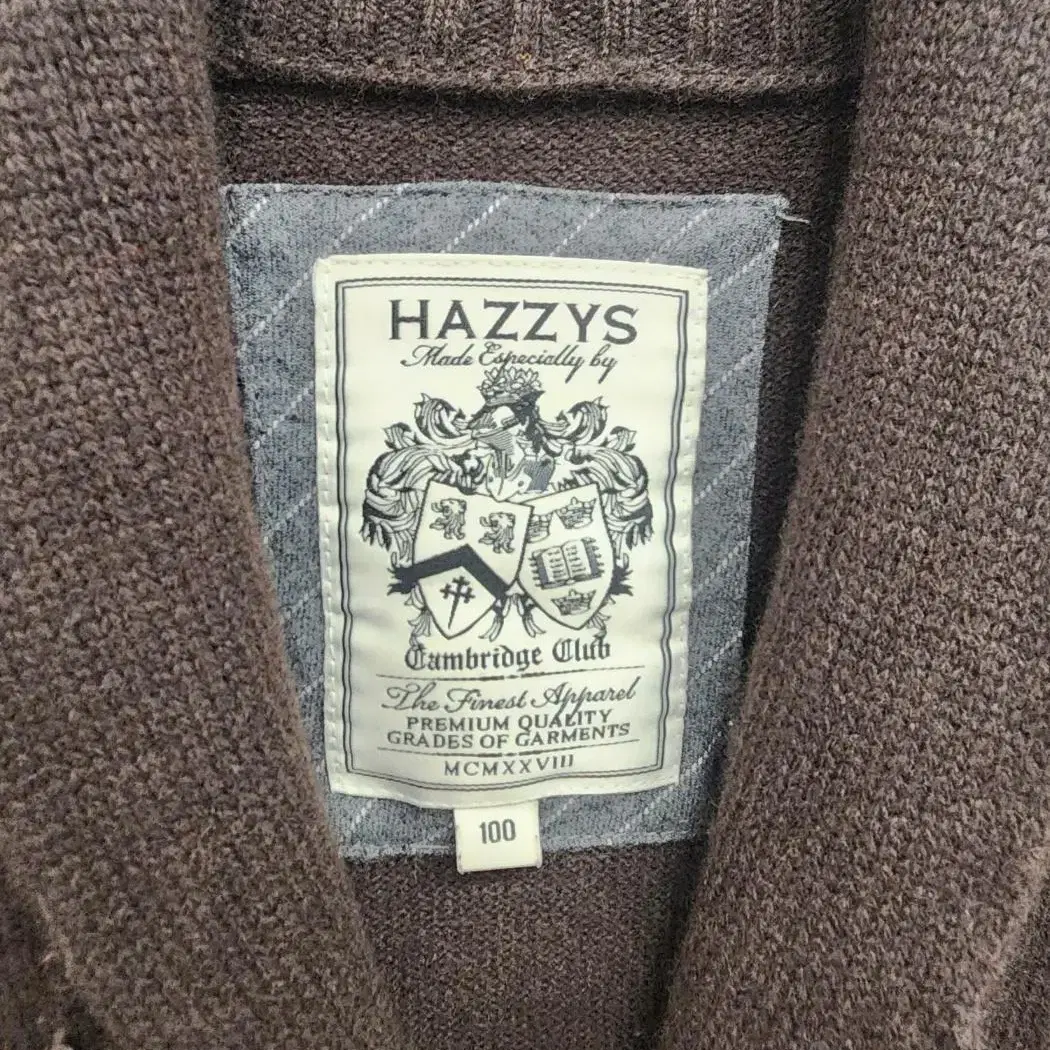 HAZZYS
Made Especially by
Cambridge Club
The Finest Apparel
PREMIUM QUALITY
GRADES OF GARMENTS
MCMXXVIII
100